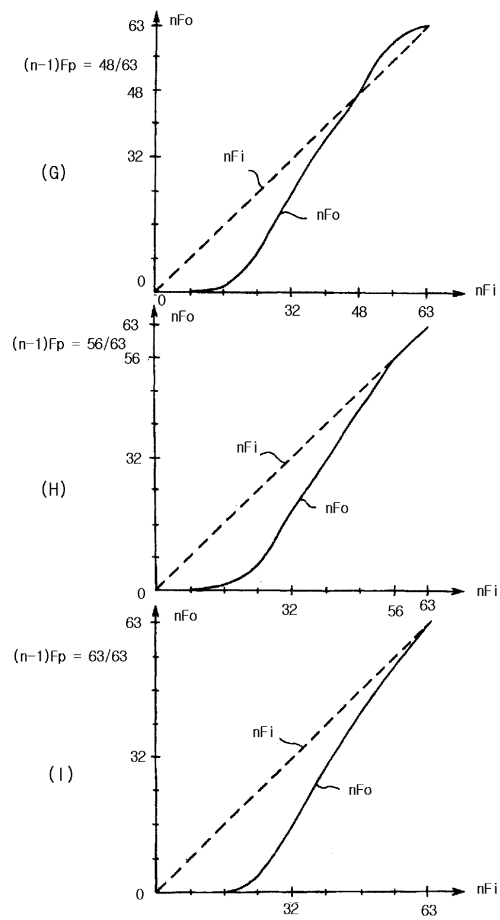 63
nFo
(n-1)Fp = 48/63
48
32
nFi
(G)
nFo
0
0
32
48
63
nFi
63
nFo
(n-1)Fp = 56/63
56
32
nFi
(H)
nFo
0
32
56
63
nFi
63
nFo
(n-1)Fp = 63/63
nFi
32
(I)
nFo
0
32
63
nFi